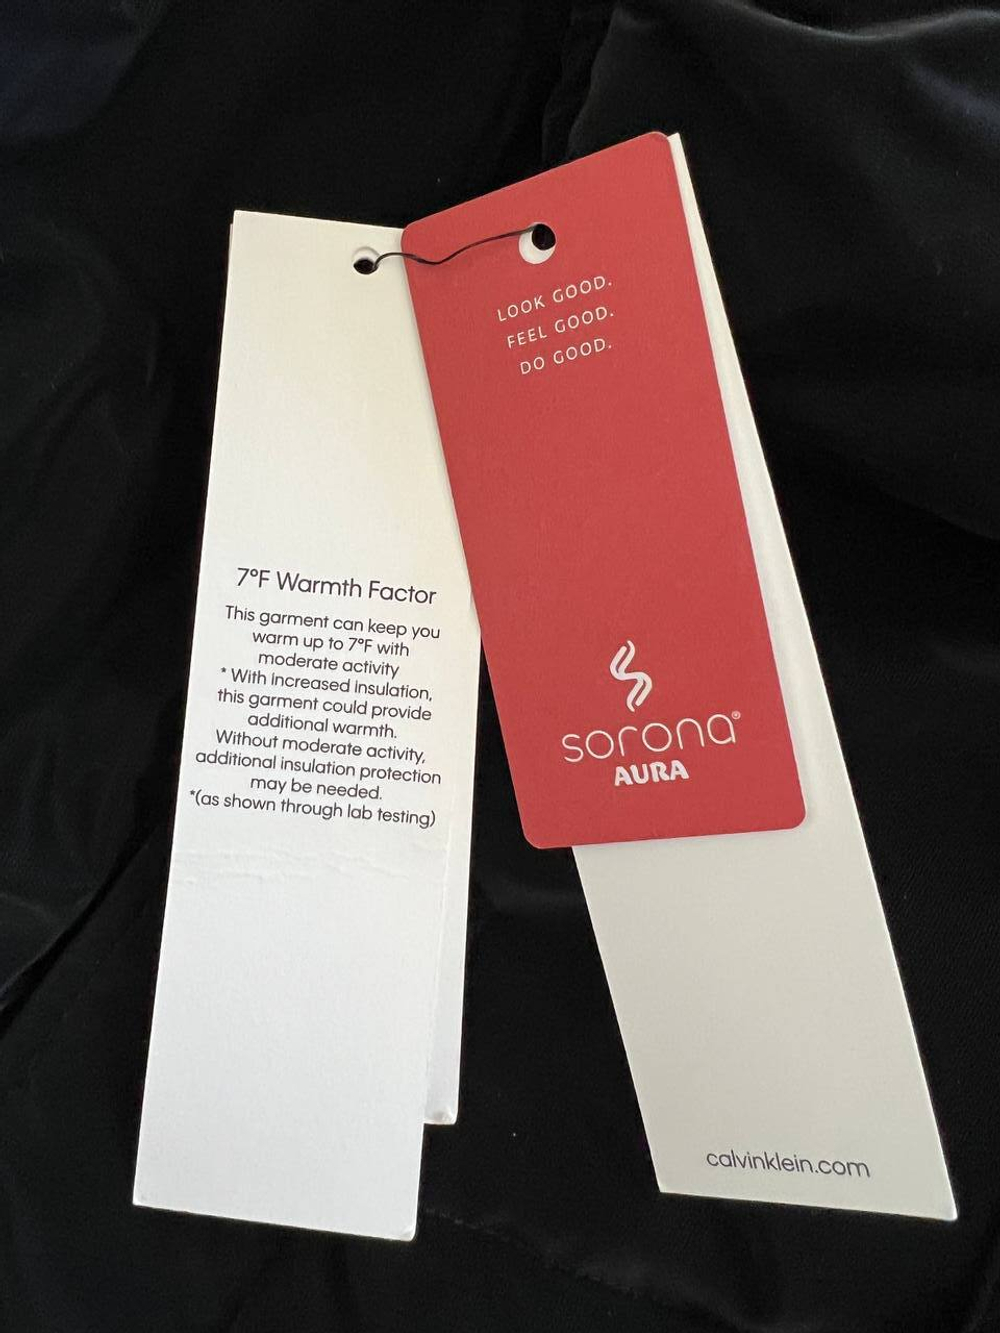 7°F Warmth Factor
This garment can keep you
warm up to 7°F with
moderate activity
* With increased insulation,
this garment could provide
additional warmth.
Without moderate activity,
additional insulation protection
may be needed.
*(as shown through lab testing)
LOOK GOOD.
FEEL GOOD.
DO GOOD.
sorona®
AURA
calvinklein.com